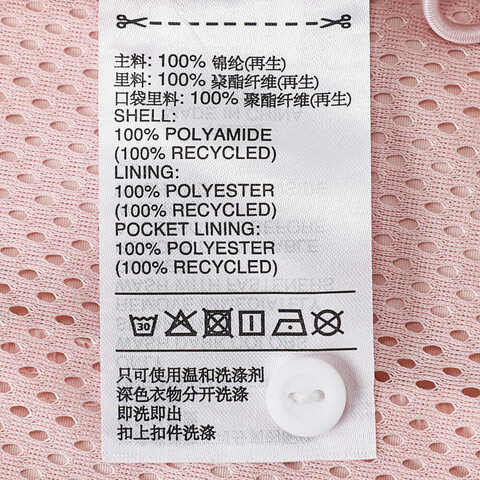 主料: 100% 锦纶(再生)
里料: 100% 聚酯纤维(再生)
口袋里料: 100% 聚酯纤维(再生)
SHELL:
100% POLYAMIDE
(100% RECYCLED)
LINING:
100% POLYESTER
(100% RECYCLED)
POCKET LINING:
100% POLYESTER
(100% RECYCLED)
30
只可使用温和洗涤剂
深色衣物分开洗涤
即洗即出
扣上扣件洗涤